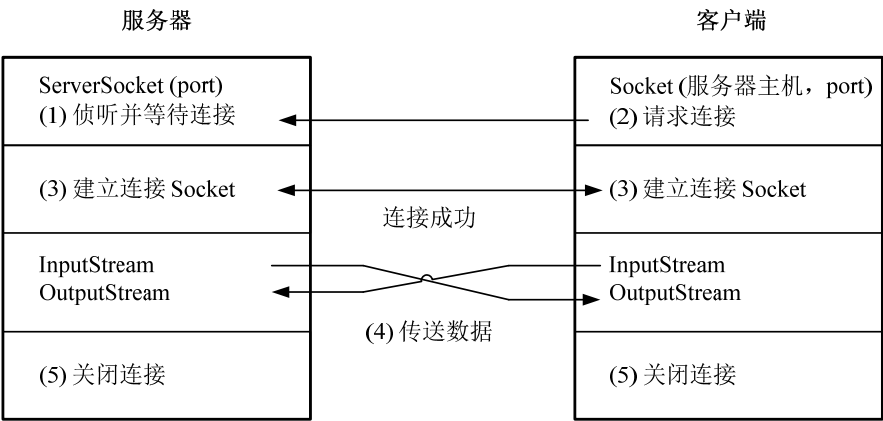 服务器
ServerSocket (port)
(1) 侦听并等待连接
(3) 建立连接 Socket
InputStream
OutputStream
(5) 关闭连接
连接成功
(4) 传送数据
客户端
Socket (服务器主机，port)
(2) 请求连接
(3) 建立连接 Socket
InputStream
OutputStream
(5) 关闭连接